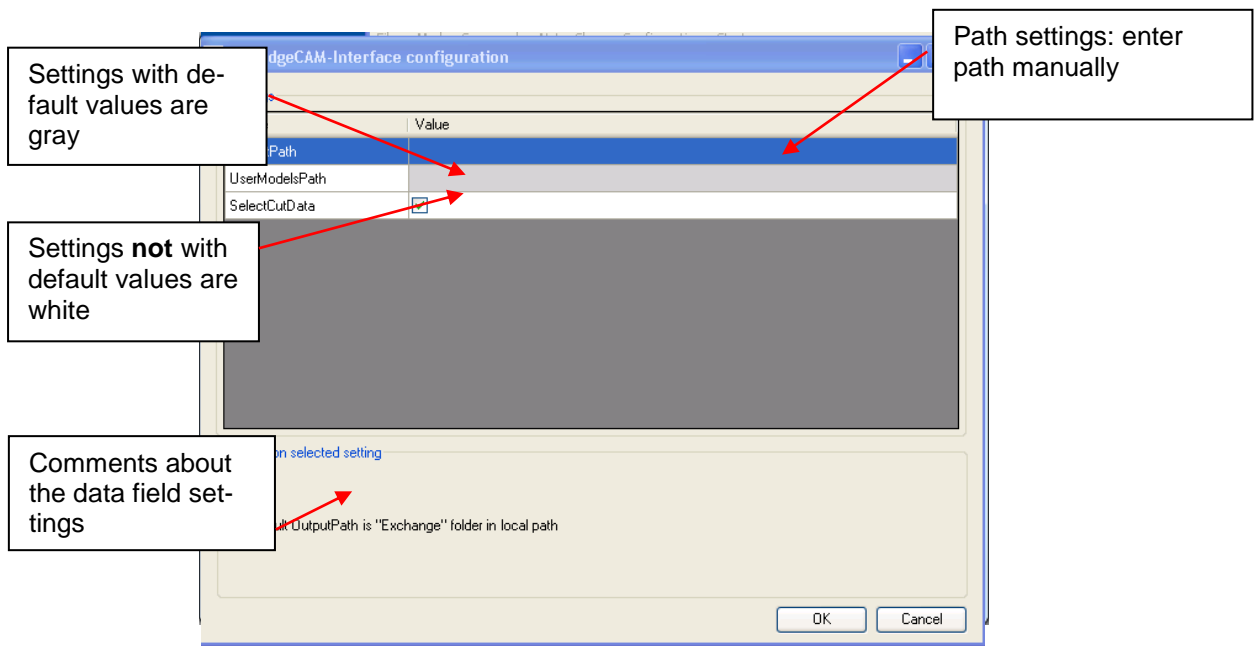 Path settings: enter
path manually
dgeCAM-Interface configuration
Settings with de-
fault values are
gray
Value
Path
UserModelsPath
SelectCutData
Settings not with
default values are
white
on selected setting
Comments about
the data field set-
tings
OutputPath is "Exchange" folder in local path
OK
Cancel